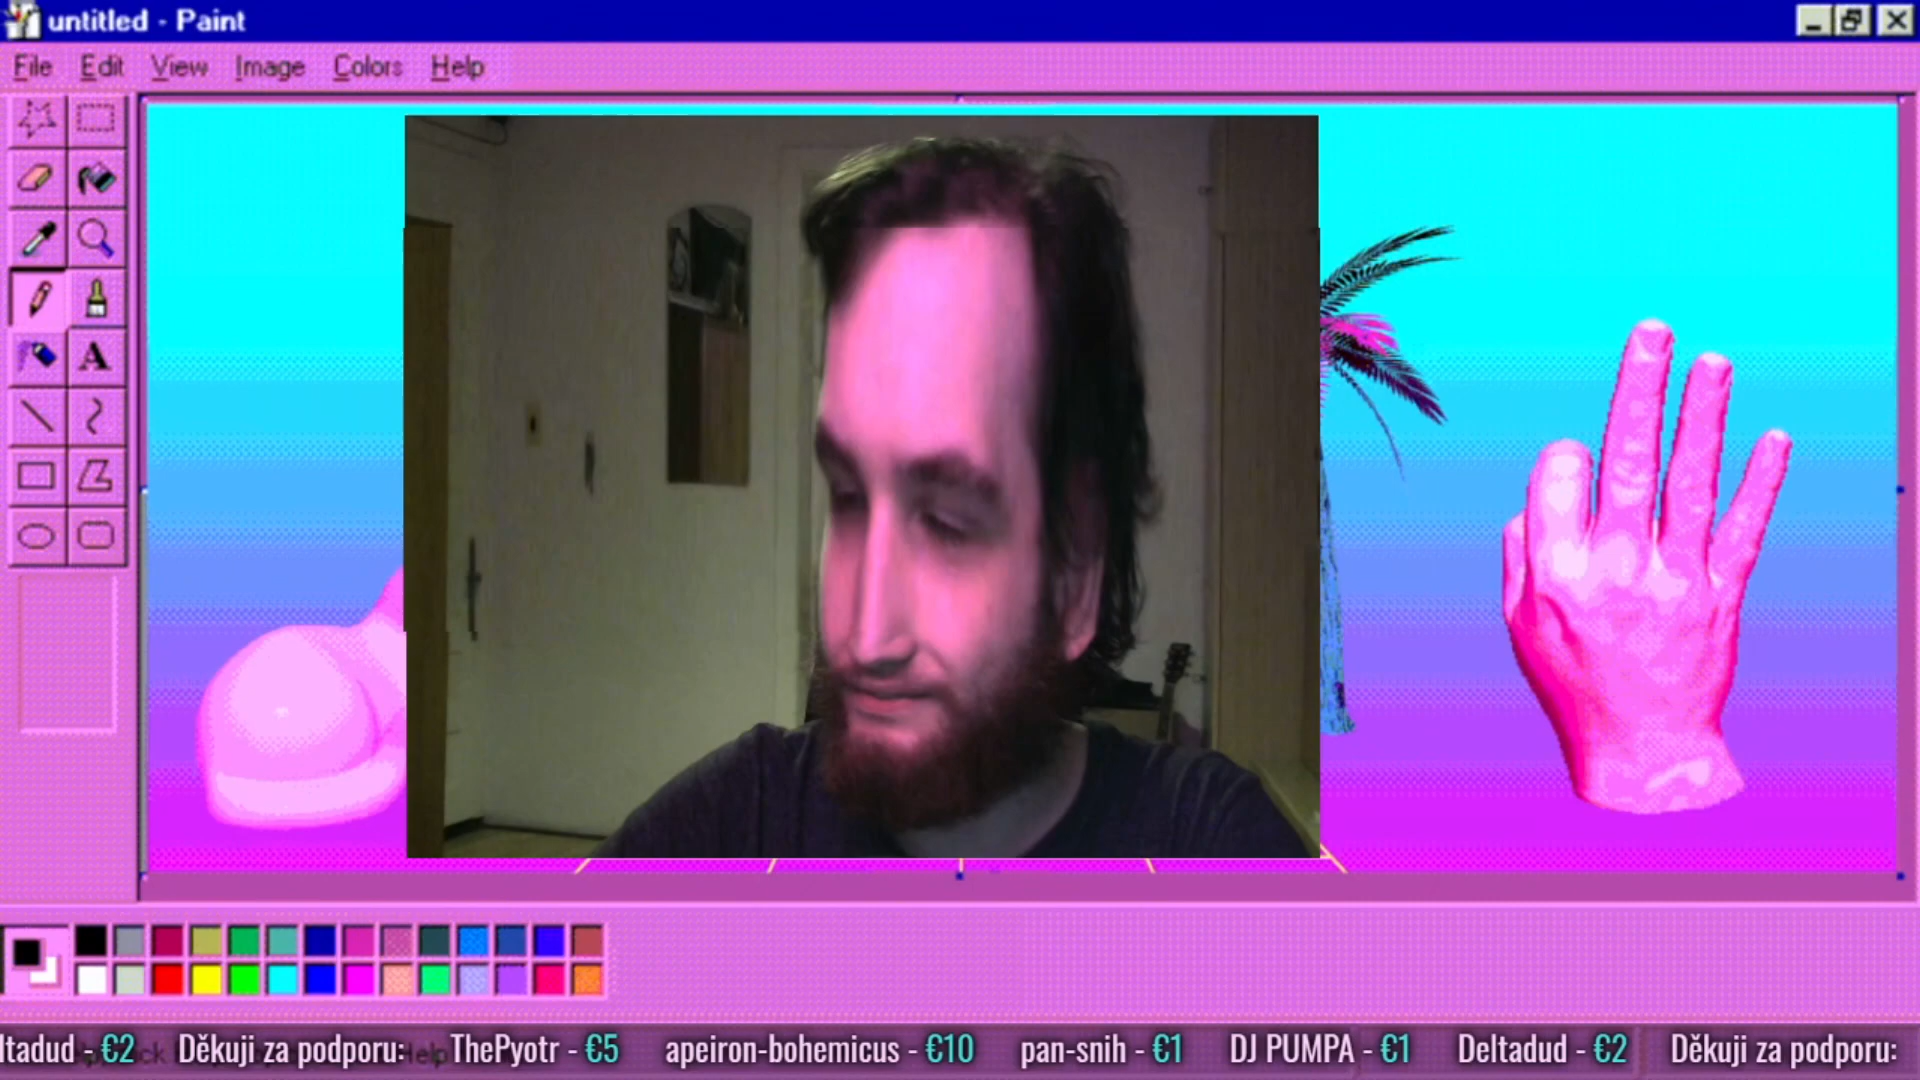 untitled - Paint
File Edit View Image Colors Help
A
ltadud - €2 Děkuji za podporu: ThePyotr - €5 apeiron-bohemicus - €10 pan-snih - €1 DJ PUMPA - €1 Deltadud - €2 Děkuji za podporu: